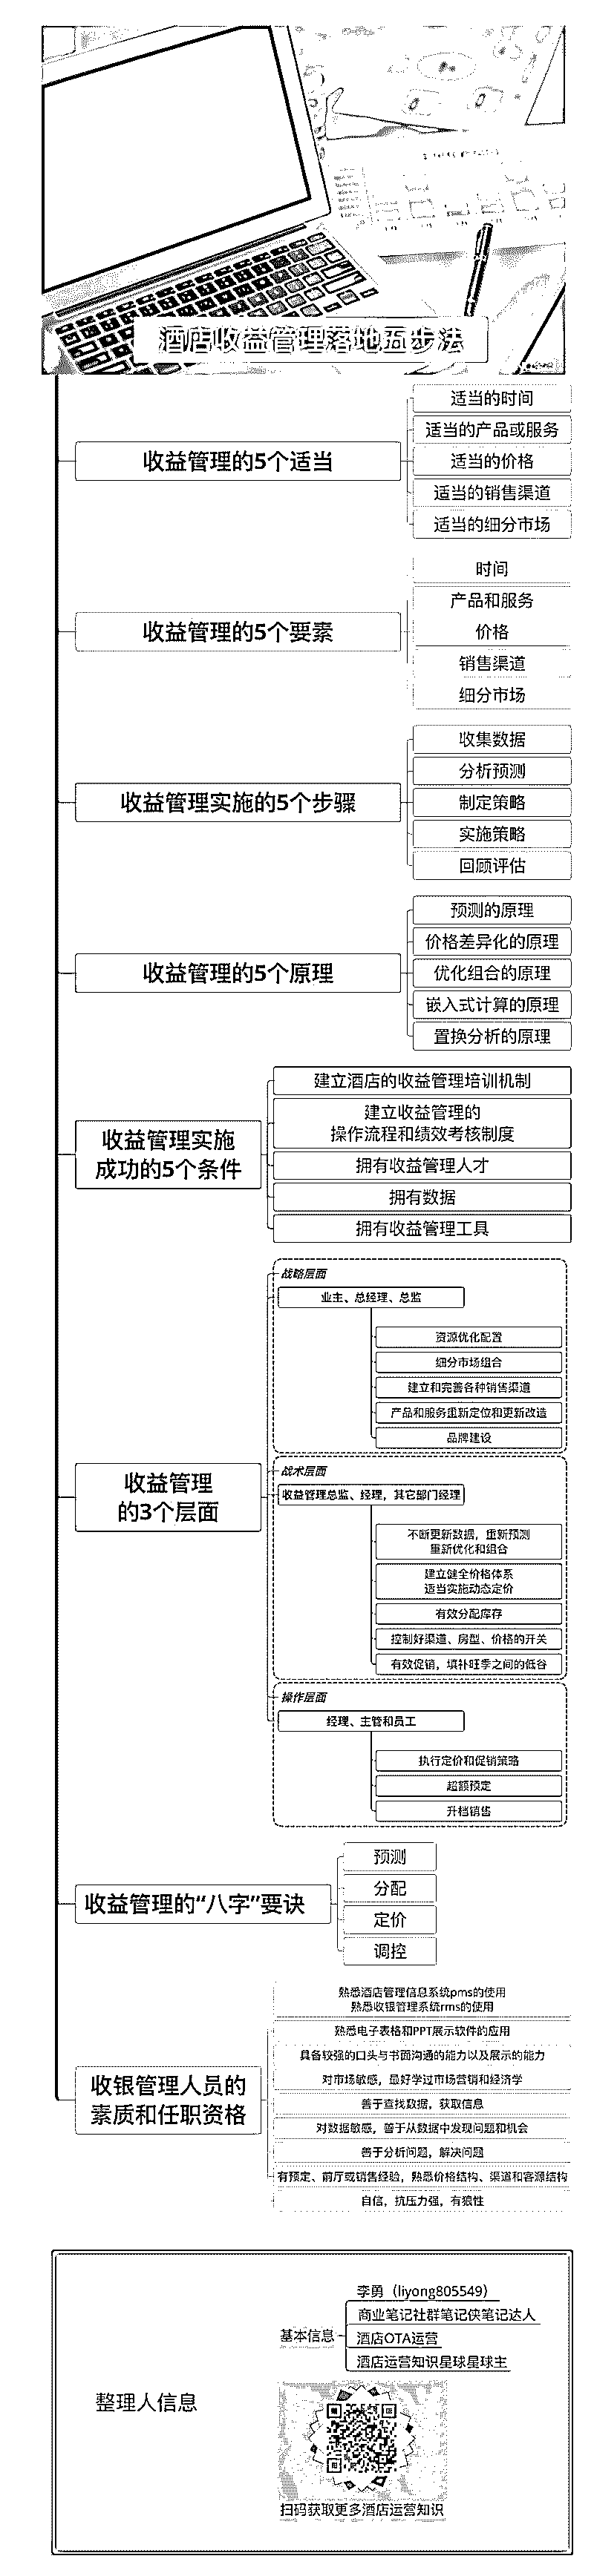 酒店收益管理落地五步法
收益管理的5个适当
适当的时间
适当的产品或服务
适当的价格
适当的销售渠道
适当的细分市场
收益管理的5个要素
时间
产品和服务
价格
销售渠道
细分市场
收益管理实施的5个步骤
收集数据
分析预测
制定策略
实施策略
回顾评估
收益管理的5个原理
预测的原理
价格差异化的原理
优化组合的原理
嵌入式计算的原理
置换分析的原理
收益管理实施
成功的5个条件
建立酒店的收益管理培训机制
建立收益管理的
操作流程和绩效考核制度
拥有收益管理人才
拥有数据
拥有收益管理工具
收益管理
的3个层面
战略层面
业主、总经理、总监
资源优化配置
细分市场组合
建立和完善各种销售渠道
产品和服务重新定位和更新改造
品牌建设
战术层面
收益管理总监、经理，其它部门经理
不断更新数据，重新预测
重新优化和组合
建立健全价格体系
适当实施动态定价
有效分配库存
控制好渠道、房型、价格的开关
有效促销，填补旺季之间的低谷
操作层面
经理、主管和员工
执行定价和促销策略
超额预定
升档销售
收益管理的“八字”要诀
预测
分配
定价
调控
收银管理人员的
素质和任职资格
熟悉酒店管理信息系统pms的使用
熟悉收银管理系统rms的使用
熟悉电子表格和PPT展示软件的应用
具备较强的口头与书面沟通的能力以及展示的能力
对市场敏感，最好学过市场营销和经济学
善于查找数据，获取信息
对数据敏感，善于从数据中发现问题和机会
善于分析问题，解决问题
有预定、前厅或销售经验，熟悉价格结构、渠道和客源结构
自信，抗压力强，有狼性
整理人信息
基本信息
李勇（liyong805549）
商业笔记社群笔记侠笔记达人
酒店OTA运营
酒店运营知识星球星球主
扫码获取更多酒店运营知识